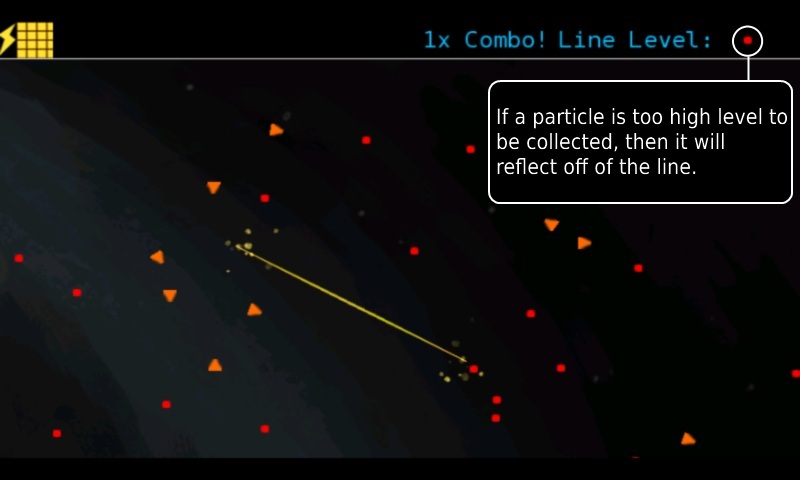 1x Combo! Line Level:
If a particle is too high level to
be collected, then it will
reflect off of the line.